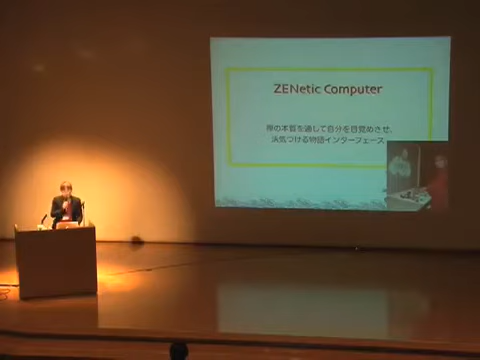 ZENetic Computer
禅の本質を通して自分を目覚めさせ、
活気づける物語インターフェース